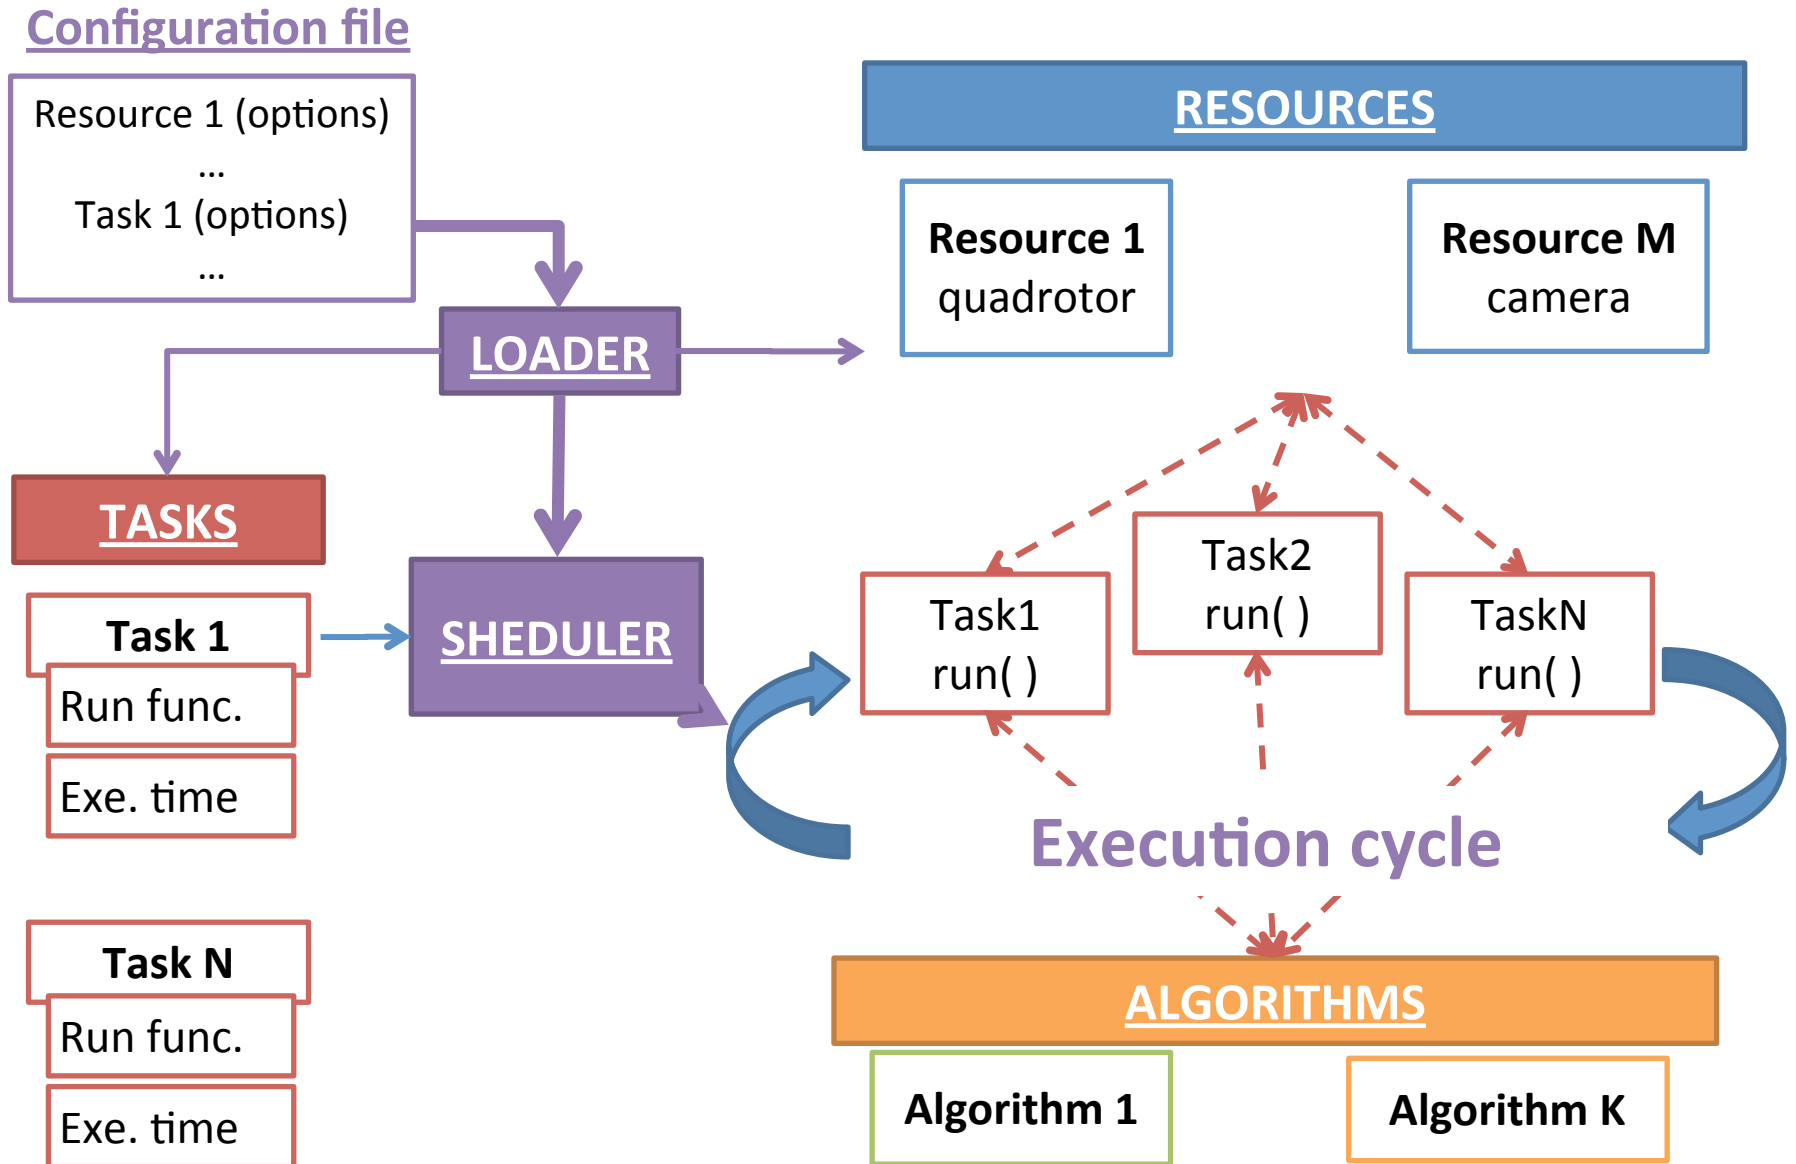 Configuration file
Resource 1 (options)
...
Task 1 (options)
...
LOADER
TASKS
Task 1
Run func.
Exe. time
Task N
Run func.
Exe. time
SHEDULER
RESOURCES
Resource 1
quadrotor
Resource M
camera
Task1
run( )
Task2
run( )
TaskN
run( )
Execution cycle
ALGORITHMS
Algorithm 1
Algorithm K